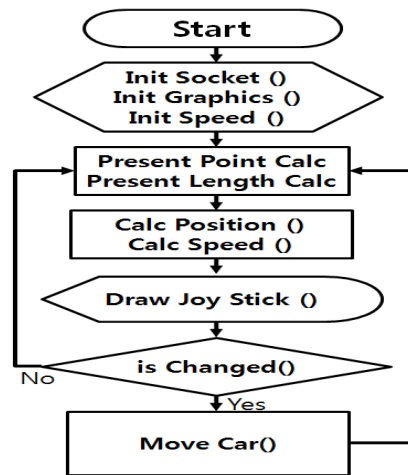 Start
Init Socket ()
Init Graphics ()
Init Speed ()
Present Point Calc
Present Length Calc
Calc Position ()
Calc Speed ()
Draw Joy Stick ()
is Changed()
No
Yes
Move Car()